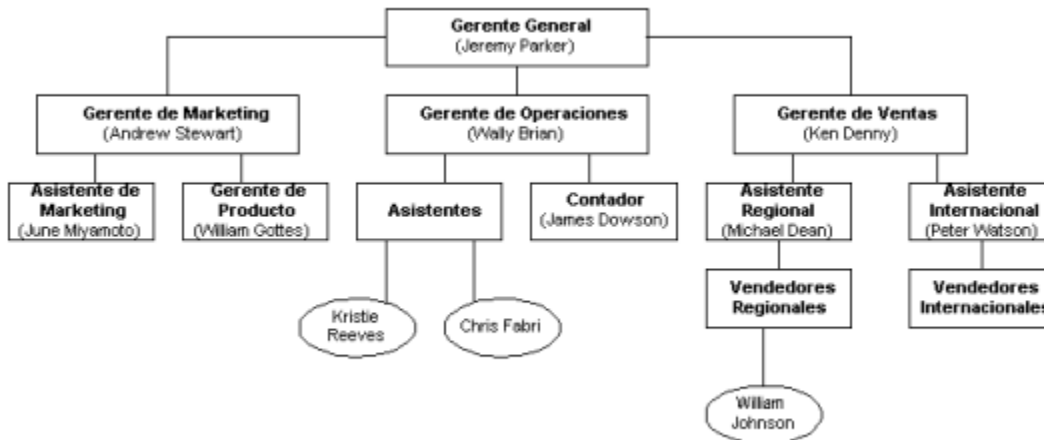 Gerente General
(Jeremy Parker)
Gerente de Marketing
(Andrew Stewart)
Gerente de Operaciones
(Wally Brian)
Gerente de Ventas
(Ken Denny)
Asistente de
Marketing
(June Miyamoto)
Gerente de
Producto
(William Gottes)
Asistentes
Contador
(James Dowson)
Asistente
Regional
(Michael Dean)
Asistente
Internacional
(Peter Watson)
Vendedores
Regionales
Vendedores
Internacionales
Kristie
Reeves
Chris Fabri
William
Johnson